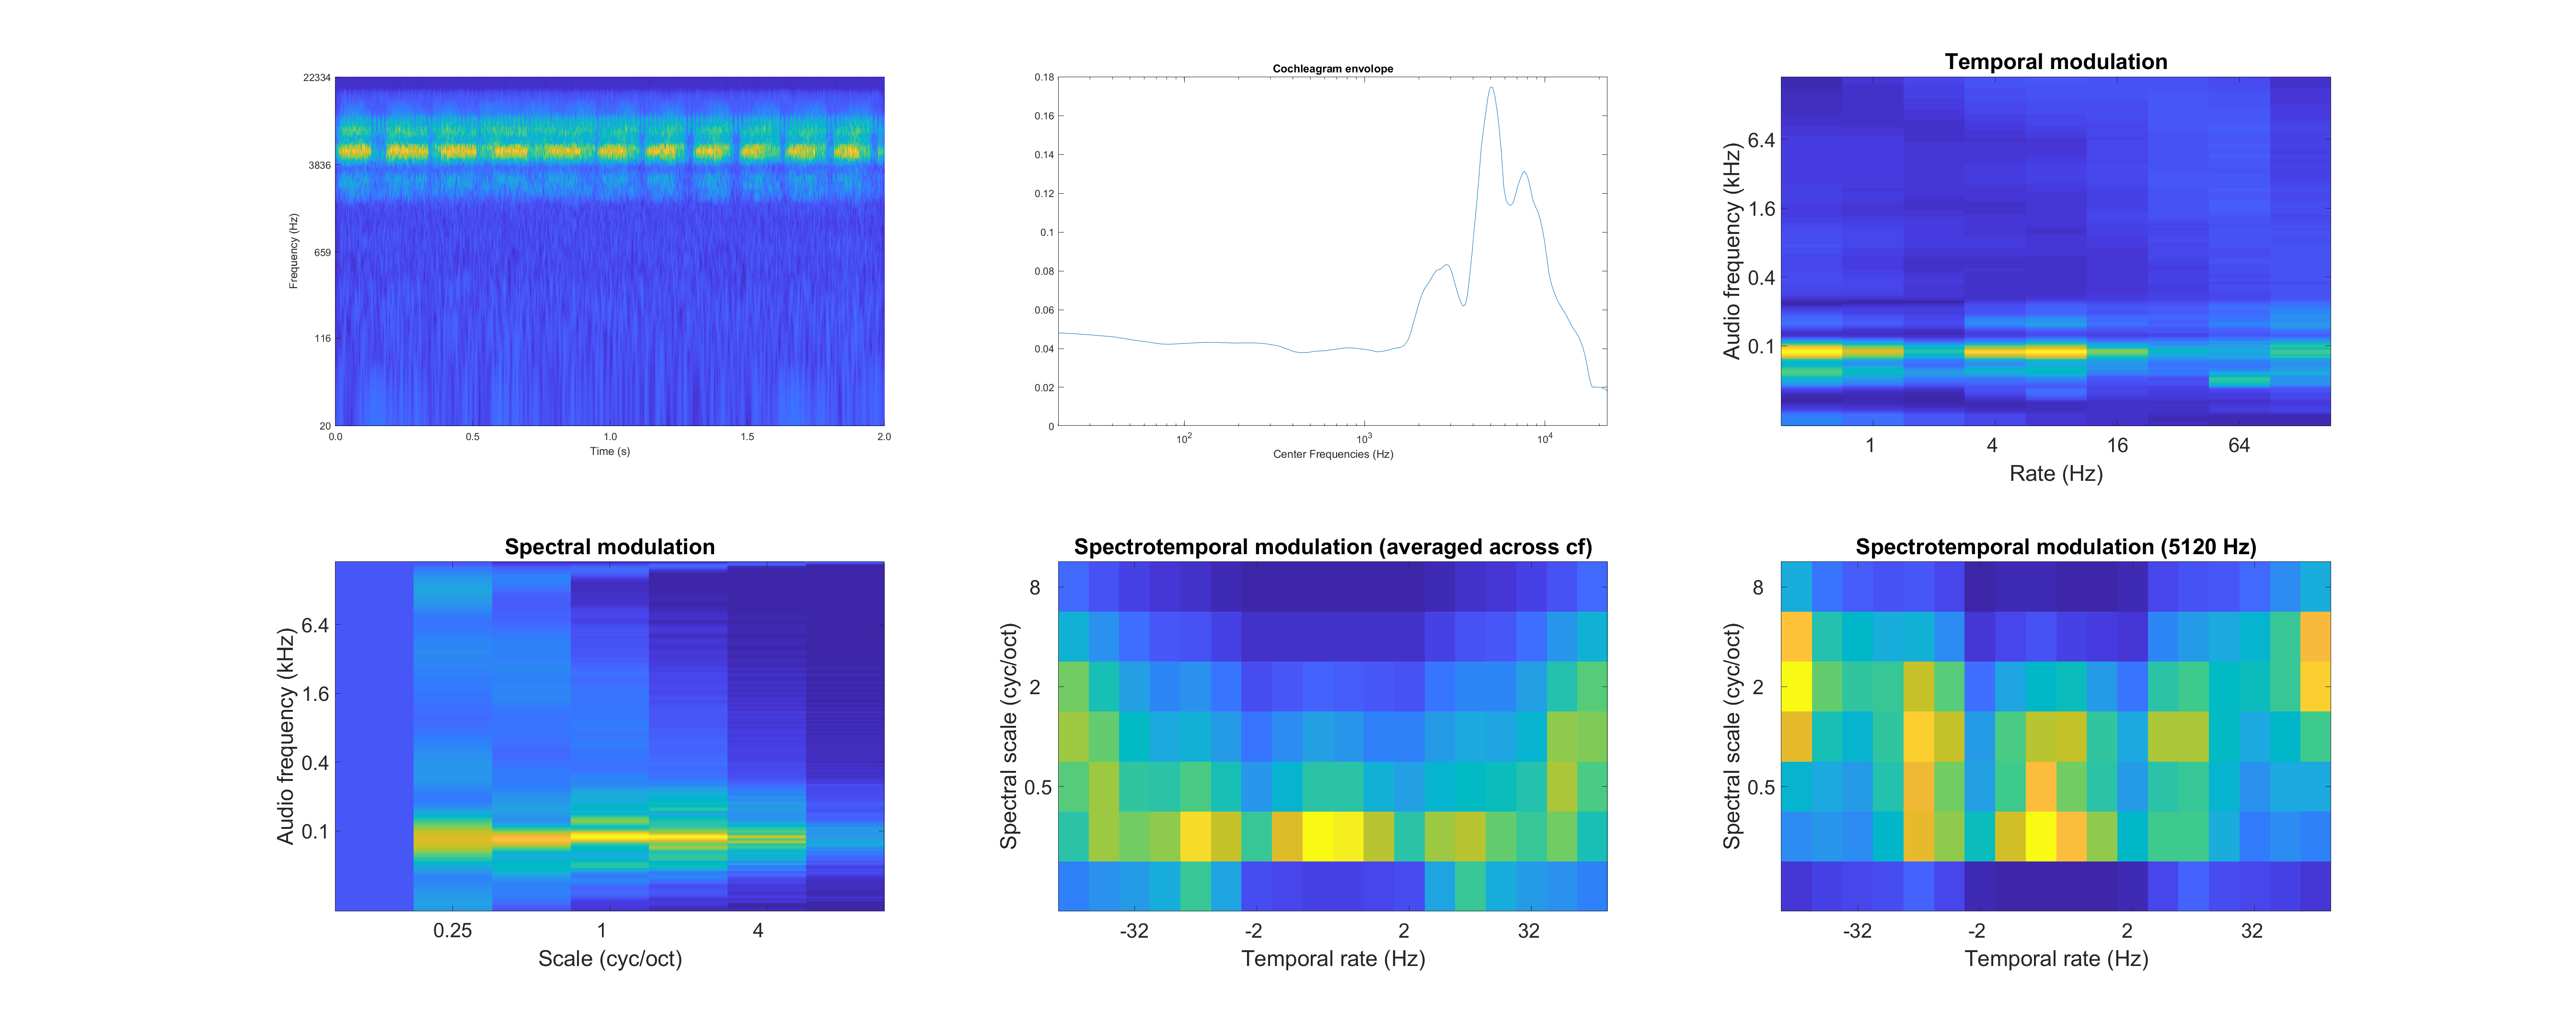 22334
3836
659
116
20
Frequency (Hz)
0.0 0.5 1.0 1.5 2.0
Time (s)
Cochleagram envolope
0.18
0.16
0.14
0.12
0.1
0.08
0.06
0.04
0.02
0
10^2 10^3 10^4
Center Frequencies (Hz)
Temporal modulation
6.4
1.6
0.4
0.1
Audio frequency (kHz)
1 4 16 64
Rate (Hz)
Spectral modulation
6.4
1.6
0.4
0.1
Audio frequency (kHz)
0.25 1 4
Scale (cyc/oct)
Spectrotemporal modulation (averaged across cf)
8
2
0.5
Spectral scale (cyc/oct)
-32 -2 2 32
Temporal rate (Hz)
Spectrotemporal modulation (5120 Hz)
8
2
0.5
Spectral scale (cyc/oct)
-32 -2 2 32
Temporal rate (Hz)